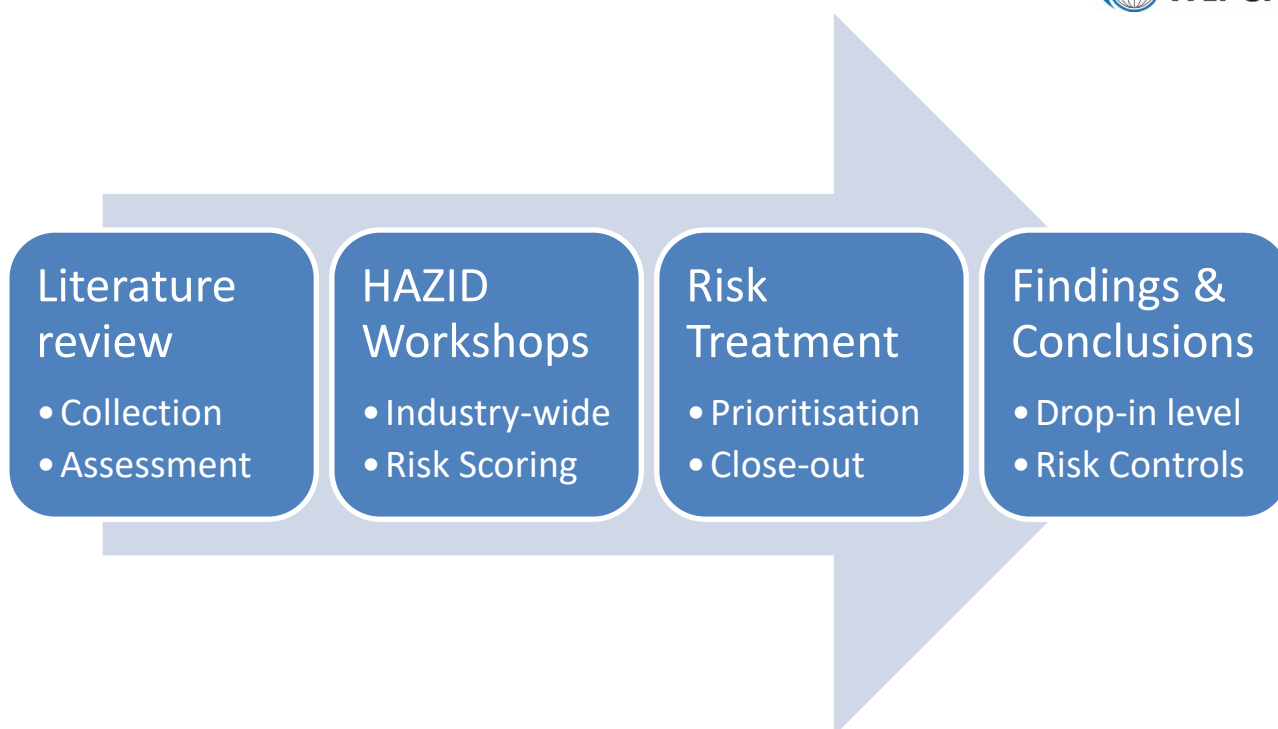 Literature
review
• Collection
• Assessment
HAZID
Workshops
• Industry-wide
• Risk Scoring
Risk
Treatment
• Prioritisation
• Close-out
Findings &
Conclusions
• Drop-in level
• Risk Controls